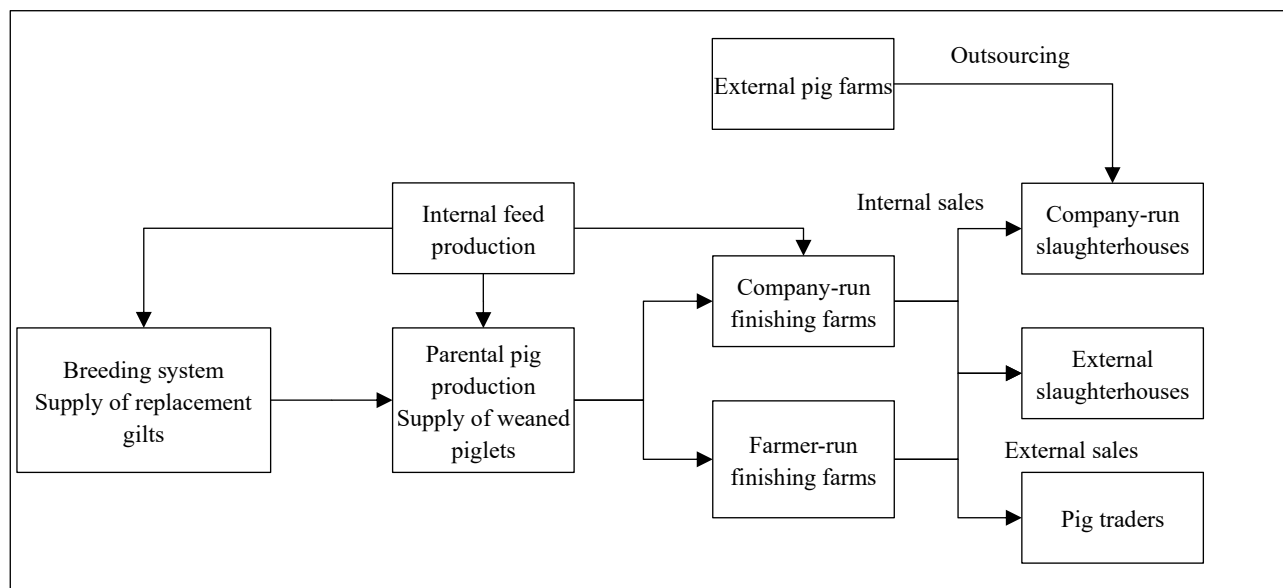 Outsourcing
External pig farms
Internal feed
production
Internal sales
Company-run
slaughterhouses
Company-run
finishing farms
Breeding system
Supply of replacement
gilts
Parental pig
production
Supply of weaned
piglets
External
slaughterhouses
Farmer-run
finishing farms
External sales
Pig traders